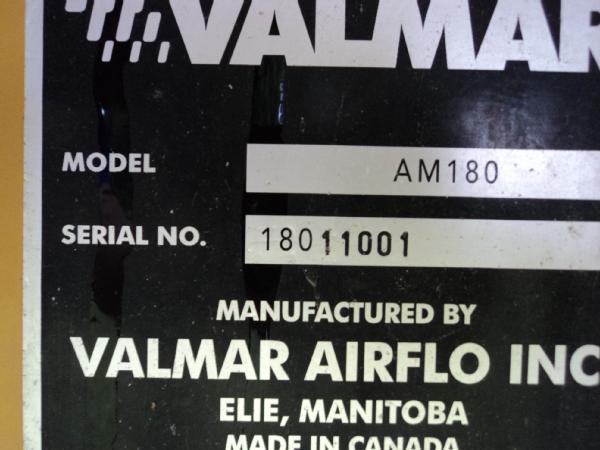 VALMAR
MODEL AM180
SERIAL NO. 18011001
MANUFACTURED BY
VALMAR AIRFLO INC
ELIE, MANITOBA
MADE IN CANADA